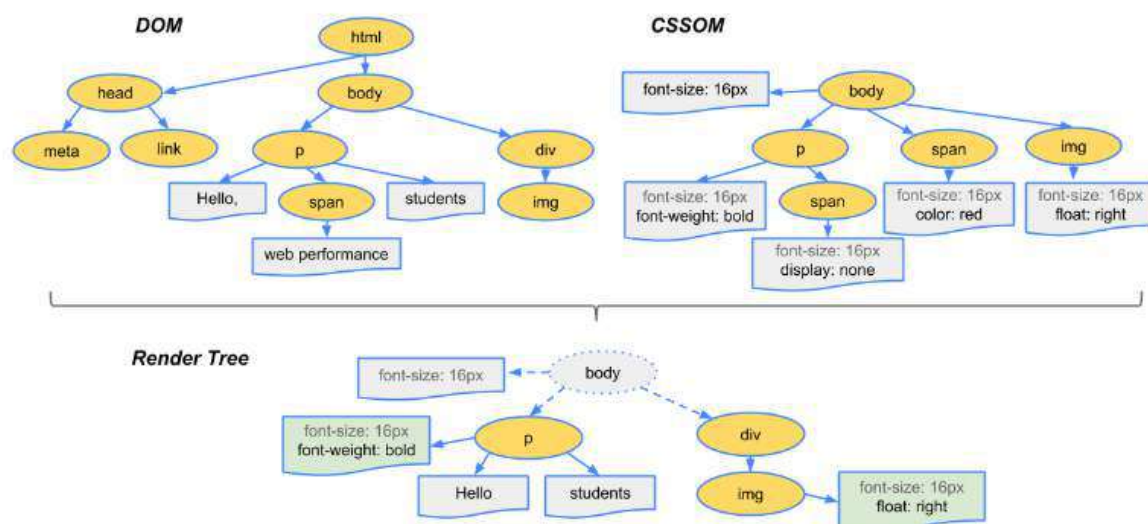 DOM
html
head
body
meta
link
p
div
Hello,
span
students
img
web performance
CSSOM
font-size: 16px
body
p
span
img
font-size: 16px
font-weight: bold
span
font-size: 16px
color: red
font-size: 16px
float: right
font-size: 16px
display: none
Render Tree
font-size: 16px
body
font-size: 16px
font-weight: bold
p
div
Hello
students
img
font-size: 16px
float: right